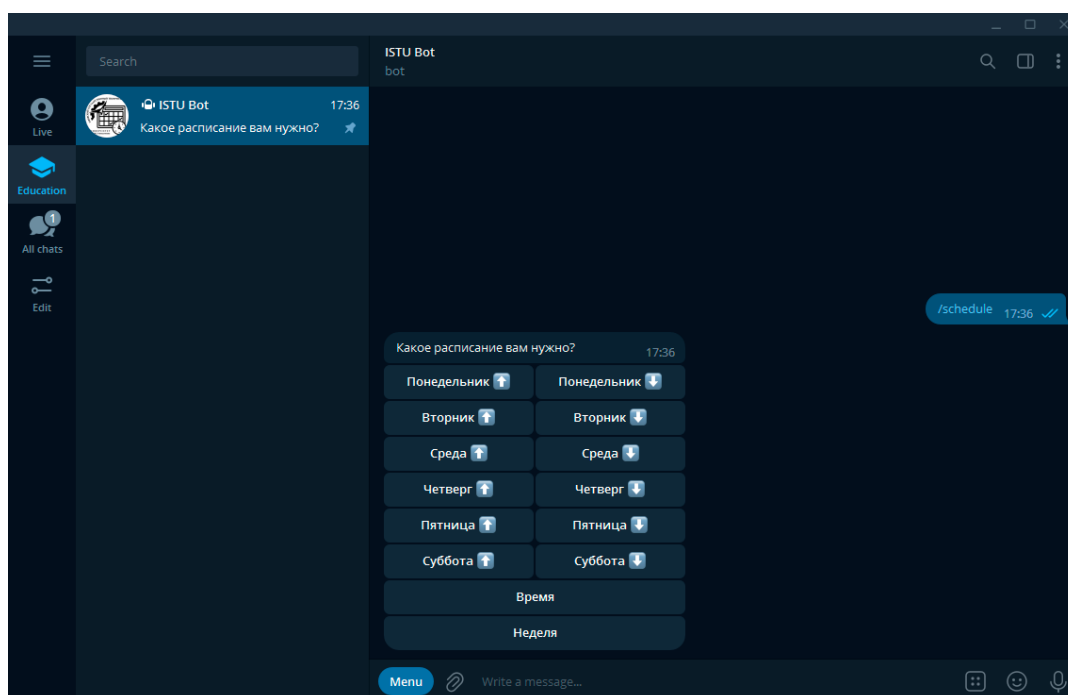 ISTU Bot
bot
Search
Live
Education
All chats
1
Edit
ISTU Bot 17:36
Какое расписание вам нужно?
/schedule 17:36
Какое расписание вам нужно? 17:36
Понедельник ⬆️ Понедельник ⬇️
Вторник ⬆️ Вторник ⬇️
Среда ⬆️ Среда ⬇️
Четверг ⬆️ Четверг ⬇️
Пятница ⬆️ Пятница ⬇️
Суббота ⬆️ Суббота ⬇️
Время
Неделя
Menu Write a message...